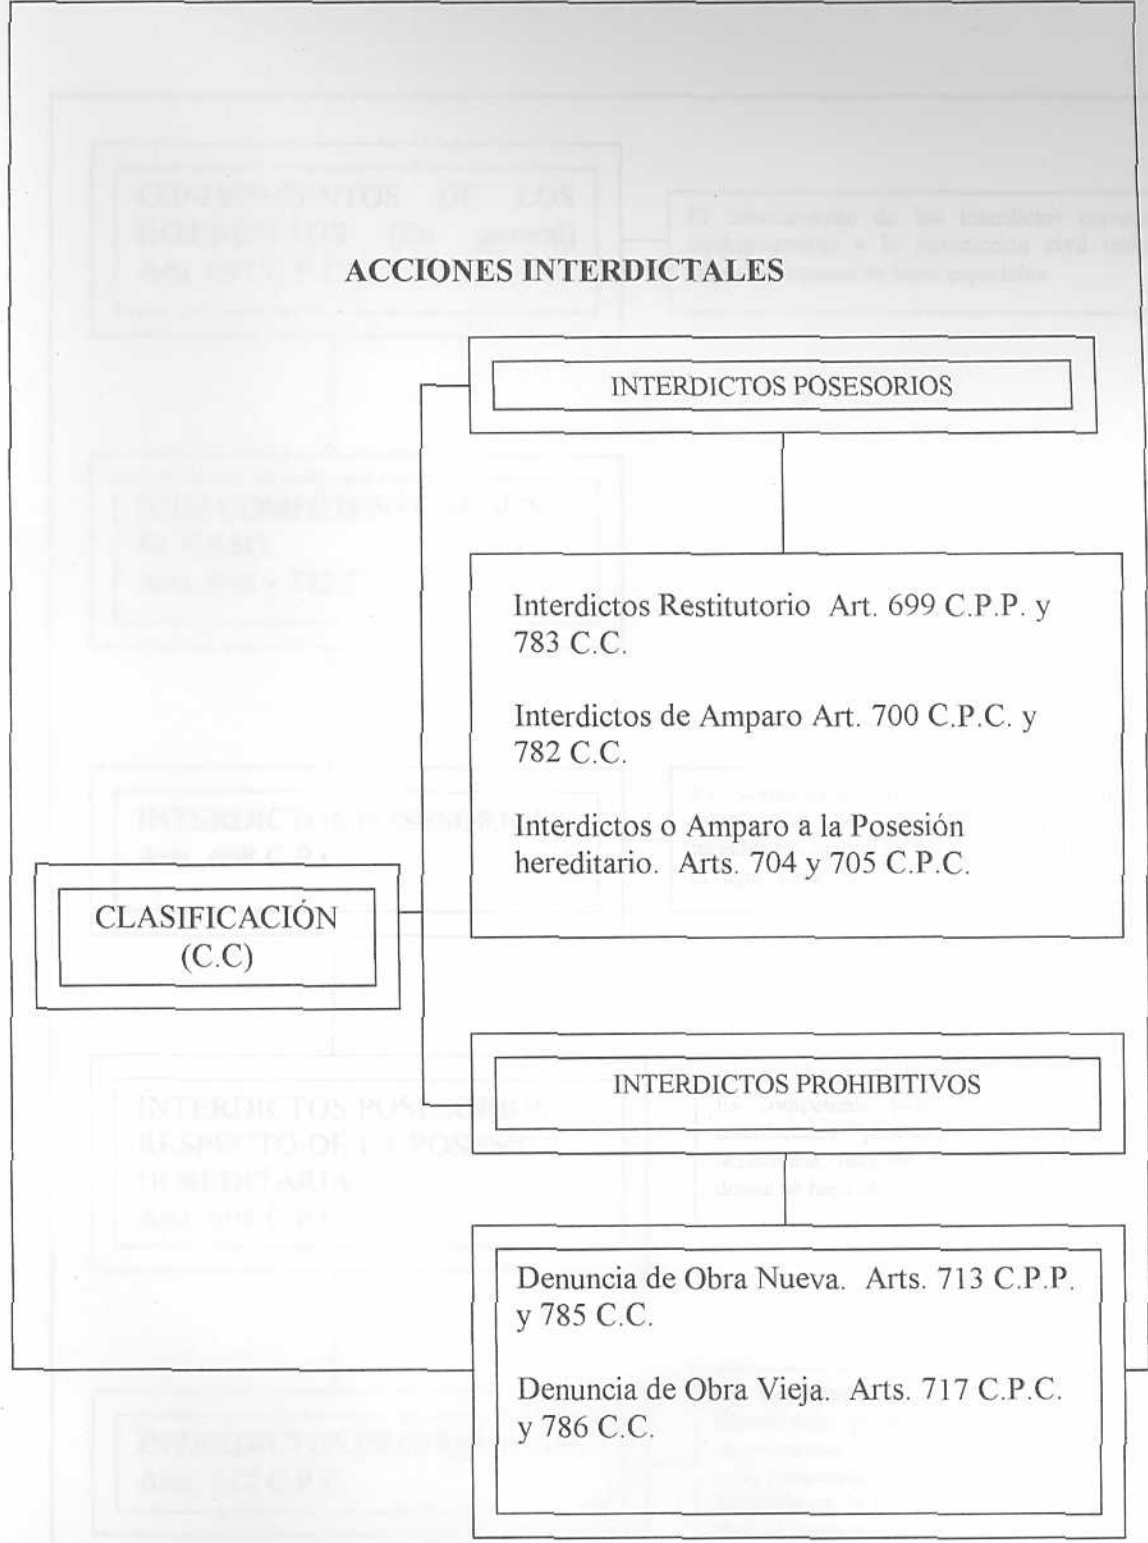 ACCIONES INTERDICTALES
INTERDICTOS POSESORIOS
Interdictos Restitutorio Art. 699 C.P.P. y
783 C.C.
Interdictos de Amparo Art. 700 C.P.C. y
782 C.C.
Interdictos o Amparo a la Posesión
hereditario. Arts. 704 y 705 C.P.C.
CLASIFICACIÓN
(C.C)
INTERDICTOS PROHIBITIVOS
Denuncia de Obra Nueva. Arts. 713 C.P.P.
y 785 C.C.
Denuncia de Obra Vieja. Arts. 717 C.P.C.
y 786 C.C.